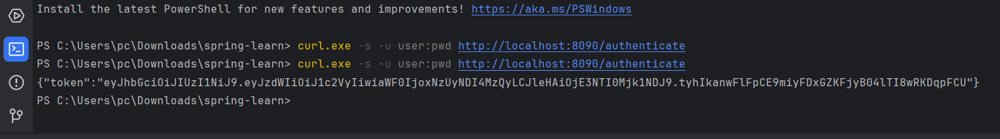 Install the latest PowerShell for new features and improvements! https://aka.ms/PSWindows
PS C:\Users\pc\Downloads\spring-learn> curl.exe -s -u user:pwd http://localhost:8090/authenticate
PS C:\Users\pc\Downloads\spring-learn> curl.exe -s -u user:pwd http://localhost:8090/authenticate
{"token":"eyJhbGciOiJIUzI1NiJ9.eyJzdWIiOiJ1c2VyIiwiaWF0IjoxNzUyNDI4MzQyLCJleHAiOjE3NTI0Mjk1NDJ9.tyhIkanwFlFpCE9miyFDxGZKFjyB04lTI8wRKDqpFCU"}
PS C:\Users\pc\Downloads\spring-learn>